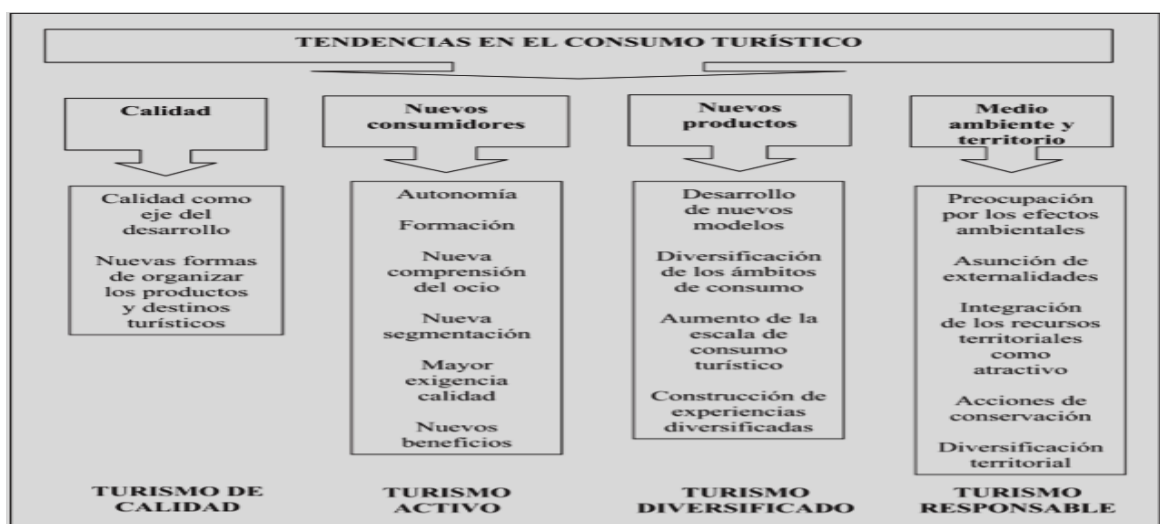 TENDENCIAS EN EL CONSUMO TURÍSTICO
Calidad
Calidad como
eje del
desarrollo
Nuevas formas
de organizar
los productos
y destinos
turísticos
TURISMO DE
CALIDAD
Nuevos
consumidores
Autonomía
Formación
Nueva
comprensión
del ocio
Nueva
segmentación
Mayor
exigencia
calidad
Nuevos
beneficios
TURISMO
ACTIVO
Nuevos
productos
Desarrollo
de nuevos
modelos
Diversificación
de los ámbitos
de consumo
Aumento de la
escala de
consumo
turístico
Construcción de
experiencias
diversificadas
TURISMO
DIVERSIFICADO
Medio
ambiente y
territorio
Preocupación
por los efectos
ambientales
Asunción de
externalidades
Integración
de los recursos
territoriales
como
atractivo
Acciones de
conservación
Diversificación
territorial
TURISMO
RESPONSABLE